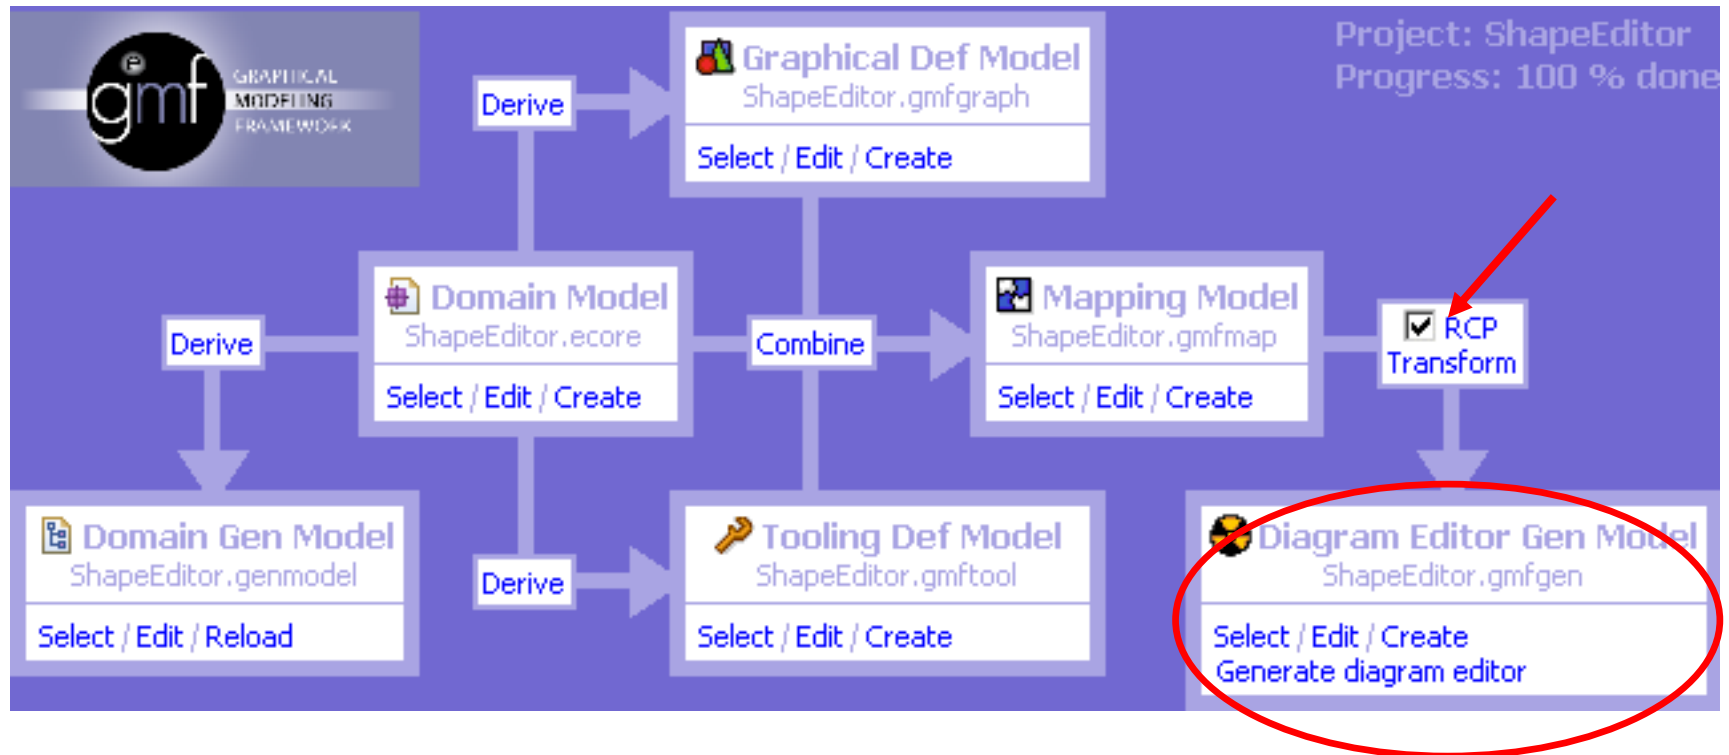 e
gmf
GRAPHICAL
MODELING
FRAMEWORK
Project: ShapeEditor
Progress: 100 % done
Derive
Graphical Def Model
ShapeEditor.gmfgraph
Select / Edit / Create
Derive
Domain Model
ShapeEditor.ecore
Select / Edit / Create
Combine
Mapping Model
ShapeEditor.gmfmap
Select / Edit / Create
RCP
Transform
Domain Gen Model
ShapeEditor.genmodel
Select / Edit / Reload
Derive
Tooling Def Model
ShapeEditor.gmftool
Select / Edit / Create
Diagram Editor Gen Model
ShapeEditor.gmfgen
Select / Edit / Create
Generate diagram editor